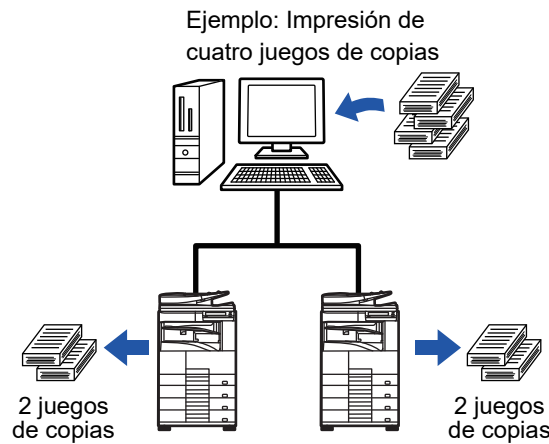 Ejemplo: Impresión de
cuatro juegos de copias
2 juegos
de copias
2 juegos
de copias